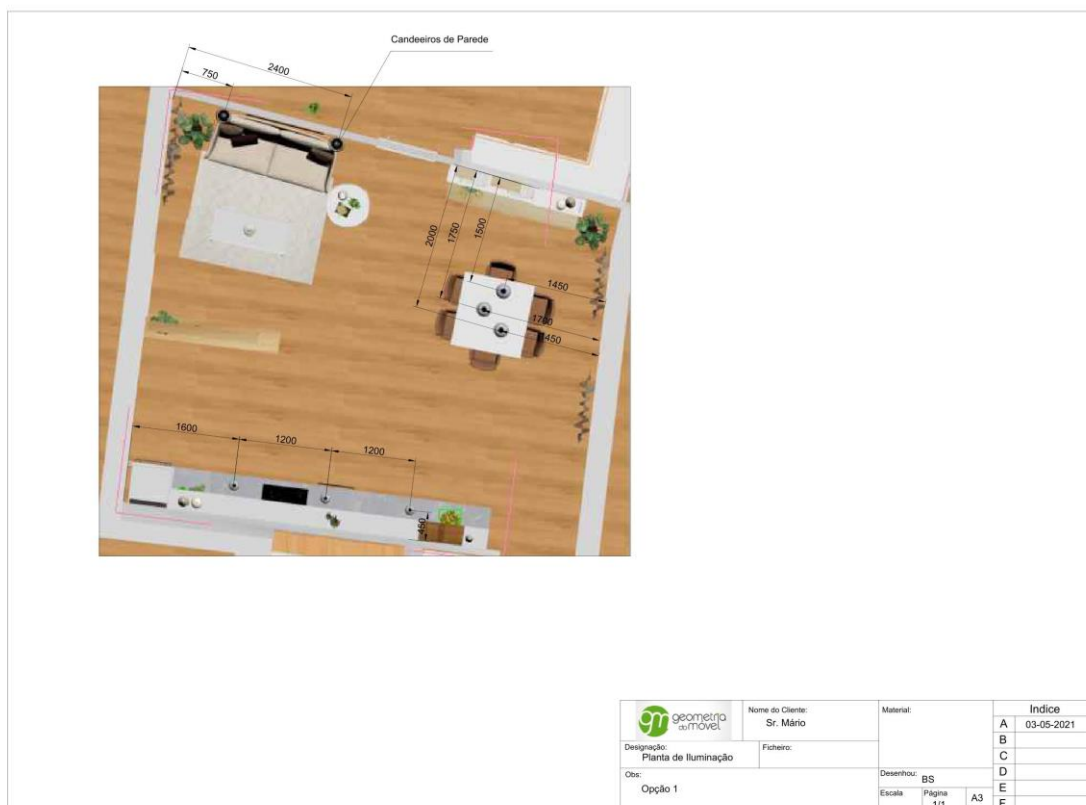 Candeeiros de Parede
2400
750
2000
1750
1500
1450
1700
1450
1600
1200
1200
450
geometria
do móvel
Nome do Cliente:
Sr. Mário
Material:
Indice
A 03-05-2021
B
C
D
E
F
Designação:
Planta de Iluminação
Ficheiro:
Obs:
Opção 1
Desenhou: BS
Escala
Página
1/1
A3